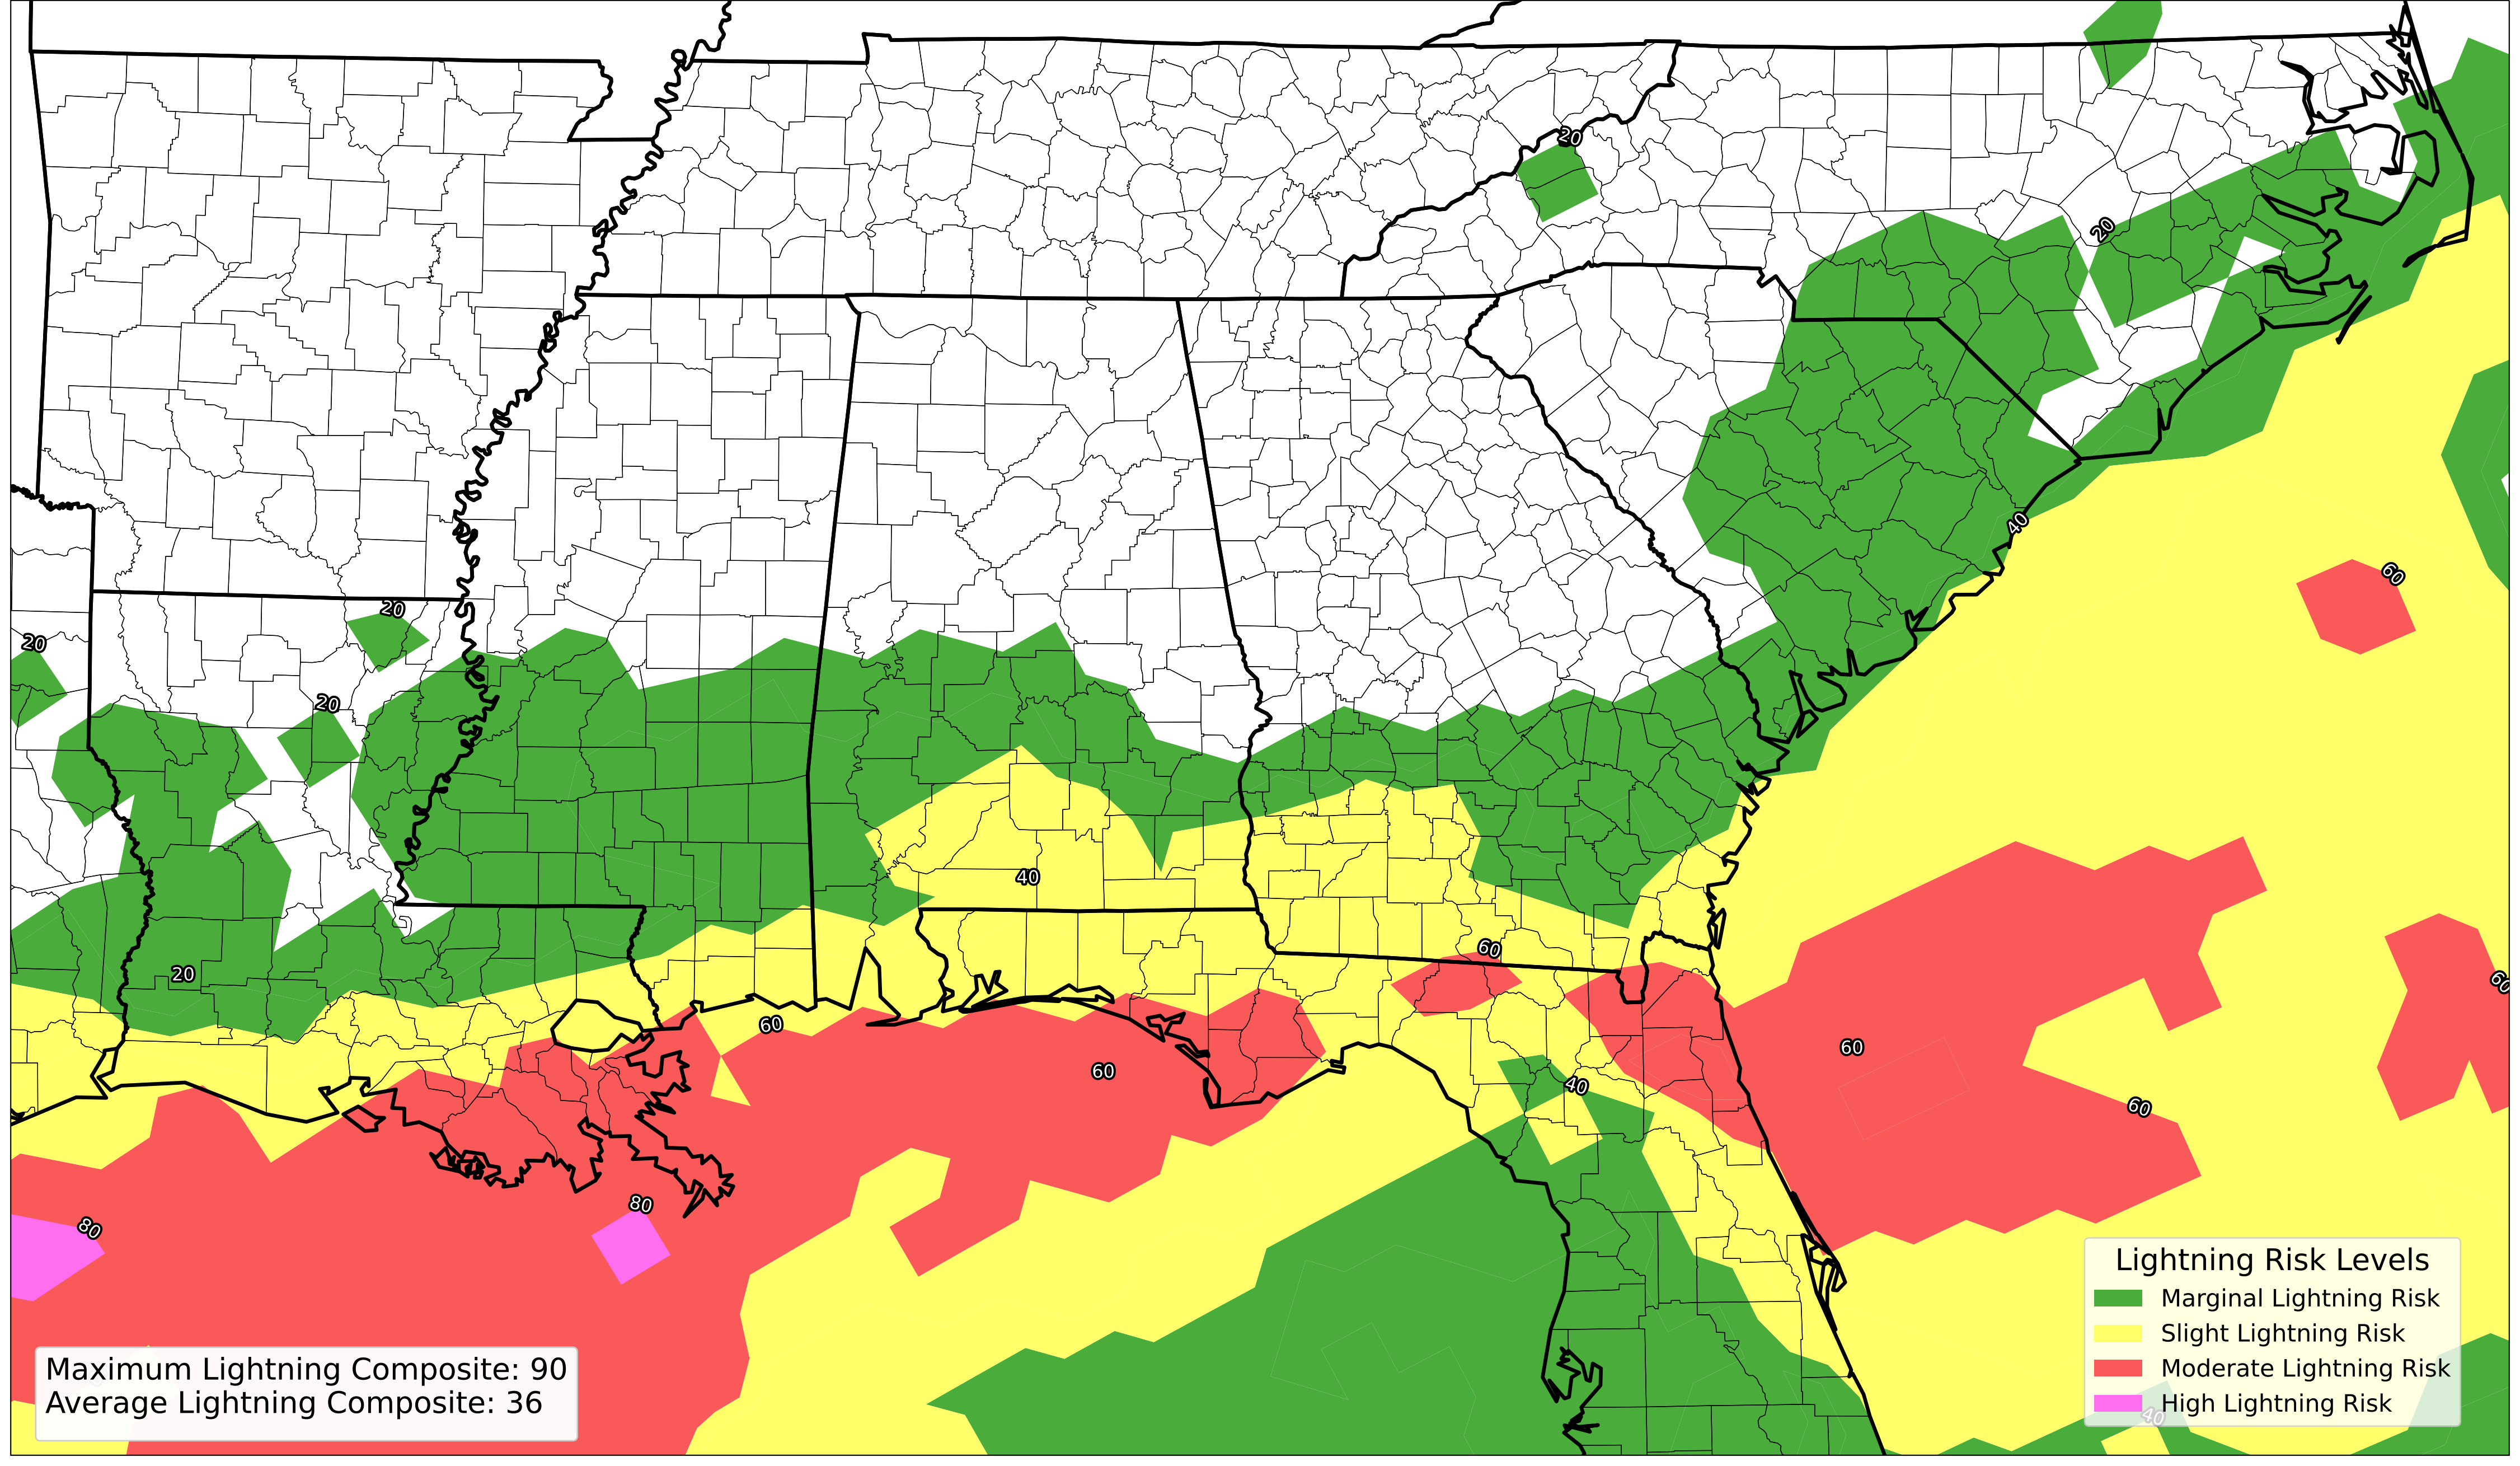 20
20
40
60
20
20
20
40
60
60
20
60
60
60
40
60
80
80
Lightning Risk Levels
Marginal Lightning Risk
Slight Lightning Risk
Moderate Lightning Risk
High Lightning Risk
40
Maximum Lightning Composite: 90
Average Lightning Composite: 36